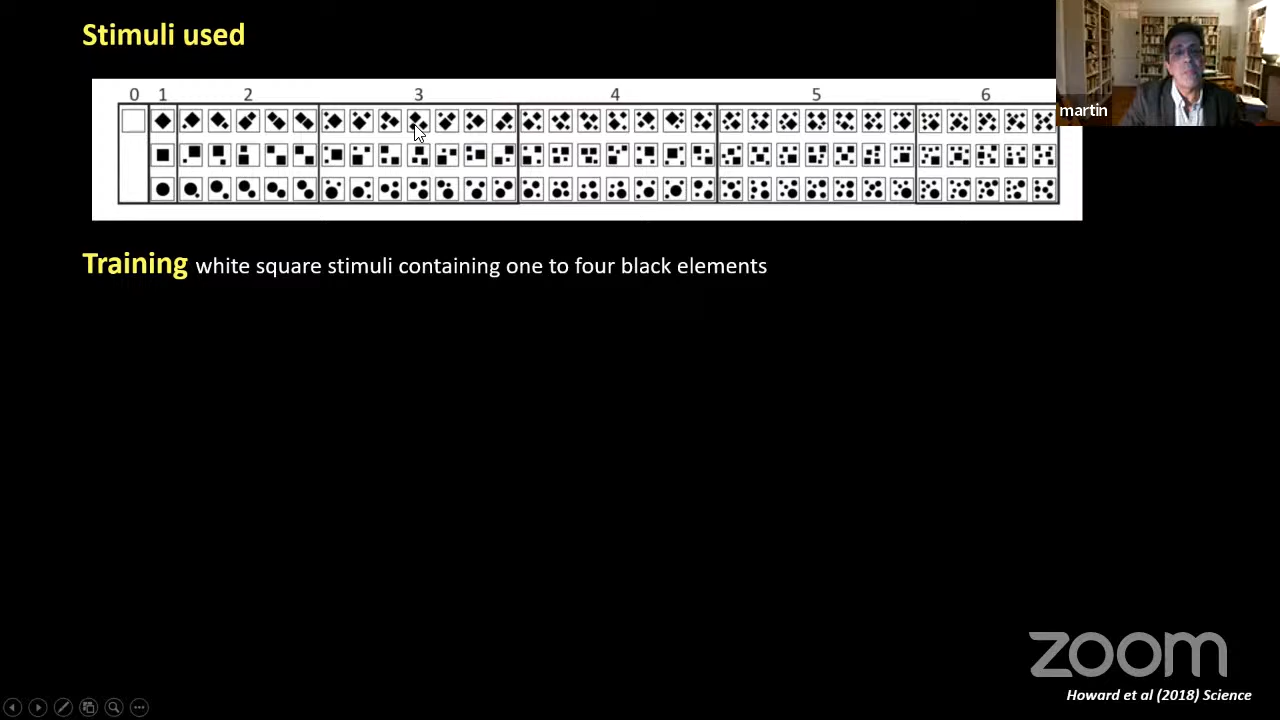 Stimuli used
martin
0 1 2 3 4 5 6
Training white square stimuli containing one to four black elements
zoom
Howard et al (2018) Science